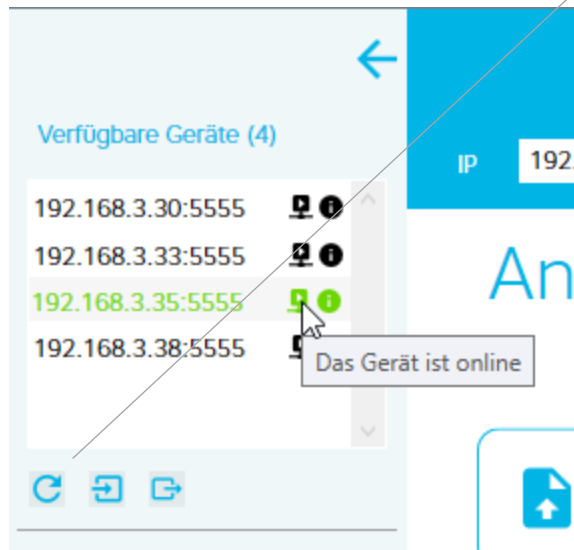 Verfügbare Geräte (4)
IP 192.
192.168.3.30:5555
192.168.3.33:5555
192.168.3.35:5555
192.168.3.38:5555
Das Gerät ist online
An